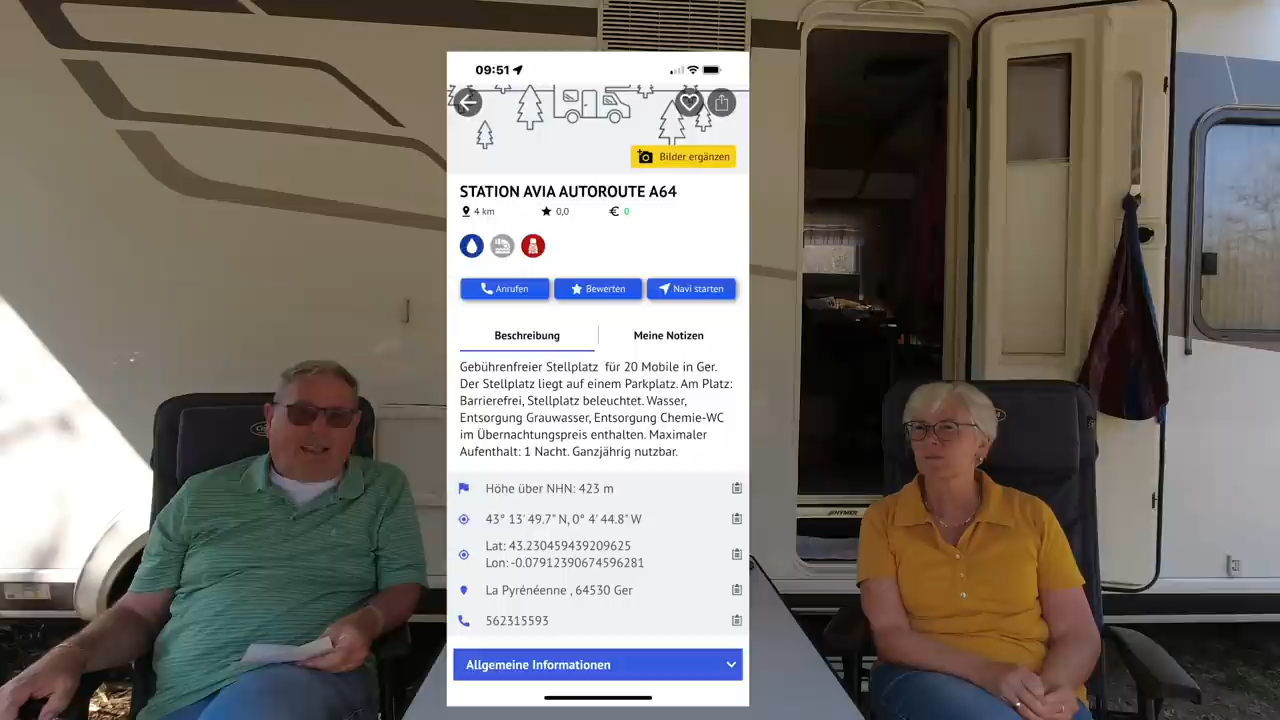 09:51
Bilder ergänzen
STATION AVIA AUTOROUTE A64
4 km 0,0 € 0
Anrufen Bewerten Navi starten
Beschreibung Meine Notizen
Gebührenfreier Stellplatz für 20 Mobile in Ger.
Der Stellplatz liegt auf einem Parkplatz. Am Platz:
Barrierefrei, Stellplatz beleuchtet. Wasser,
Entsorgung Grauwasser, Entsorgung Chemie-WC
im Übernachtungspreis enthalten. Maximaler
Aufenthalt: 1 Nacht. Ganzjährig nutzbar.
Höhe über NHN: 423 m
43° 13' 49.7" N, 0° 4' 44.8" W
Lat: 43.230459439209625
Lon: -0.07912390674596281
La Pyrénéenne , 64530 Ger
562315593
Allgemeine Informationen
HYMER